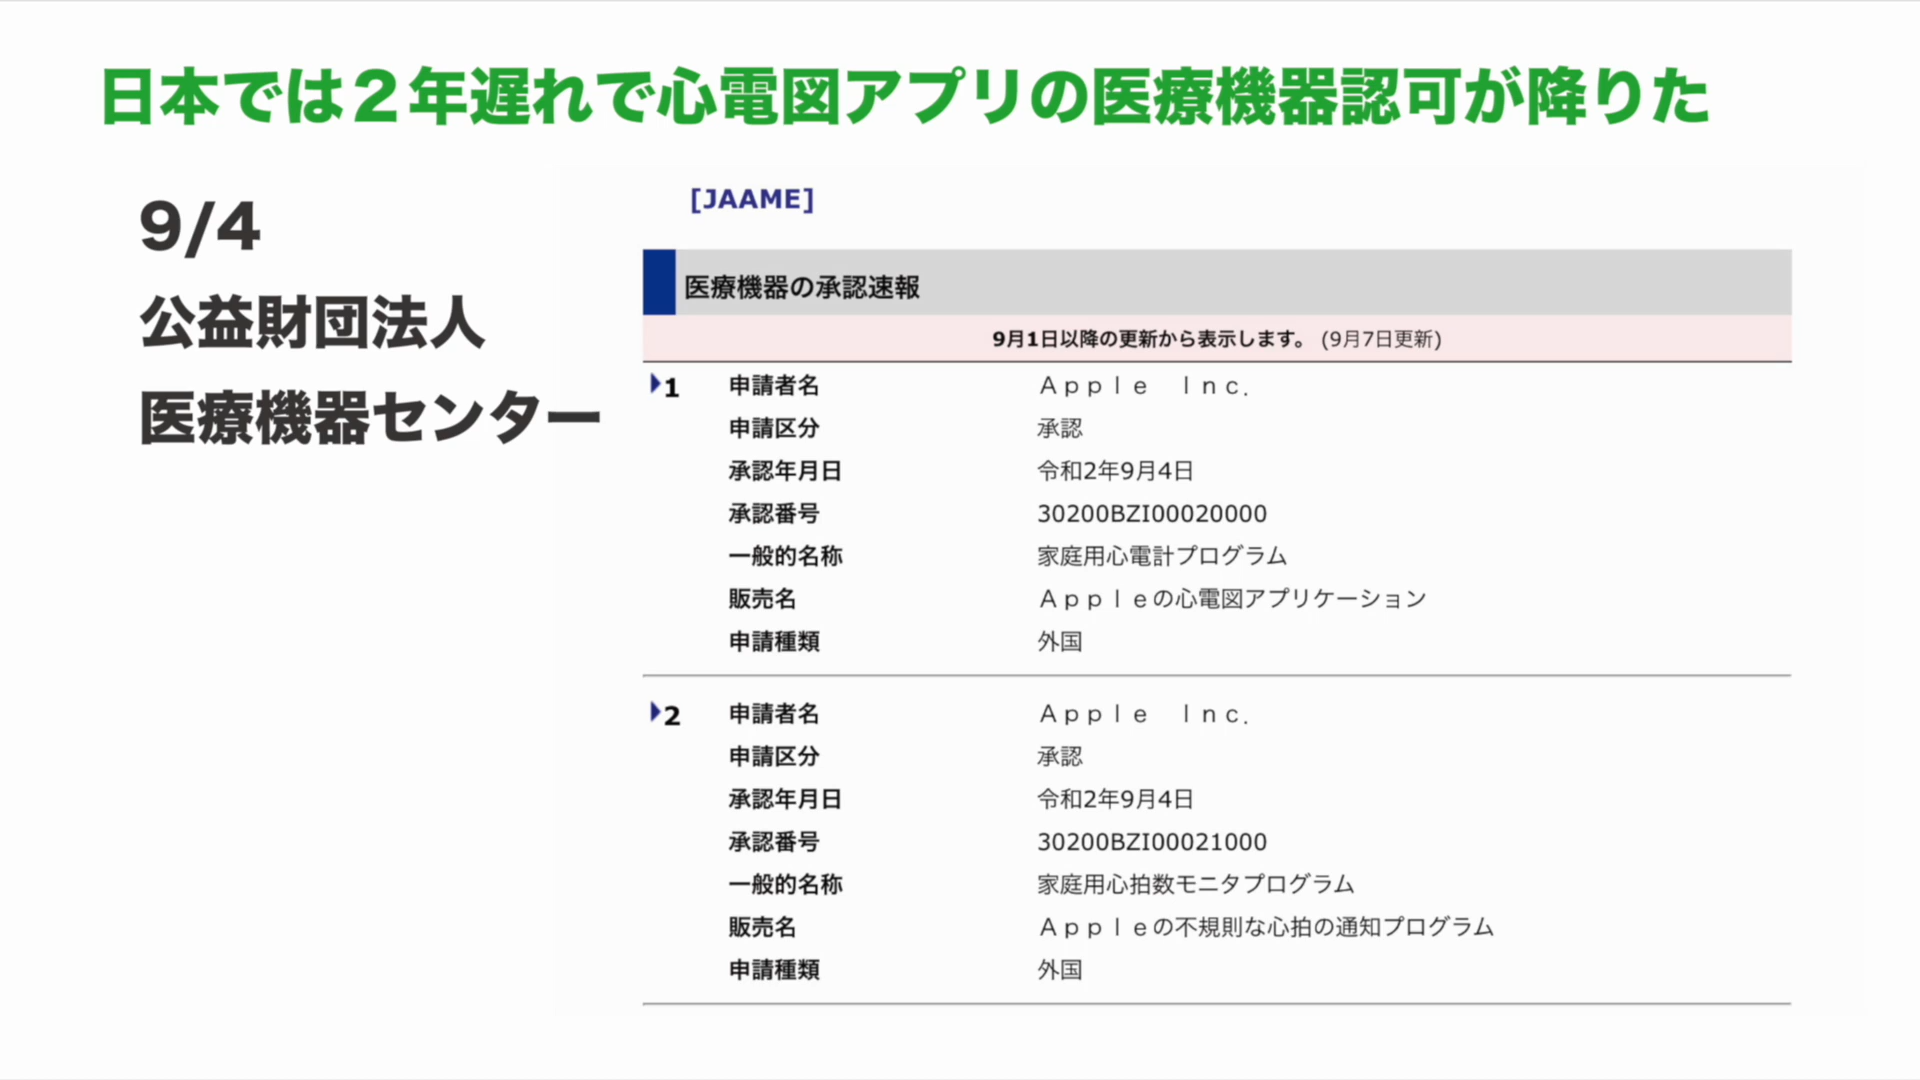 日本では２年遅れで心電図アプリの医療機器認可が降りた
9/4
公益財団法人
医療機器センター
[JAAME]
医療機器の承認速報
9月1日以降の更新から表示します。 (9月7日更新)
1 申請者名 Ａｐｐｌｅ　Ｉｎｃ．
申請区分 承認
承認年月日 令和2年9月4日
承認番号 30200BZI00020000
一般的名称 家庭用心電計プログラム
販売名 Ａｐｐｌｅの心電図アプリケーション
申請種類 外国
2 申請者名 Ａｐｐｌｅ　Ｉｎｃ．
申請区分 承認
承認年月日 令和2年9月4日
承認番号 30200BZI00021000
一般的名称 家庭用心拍数モニタプログラム
販売名 Ａｐｐｌｅの不規則な心拍の通知プログラム
申請種類 外国